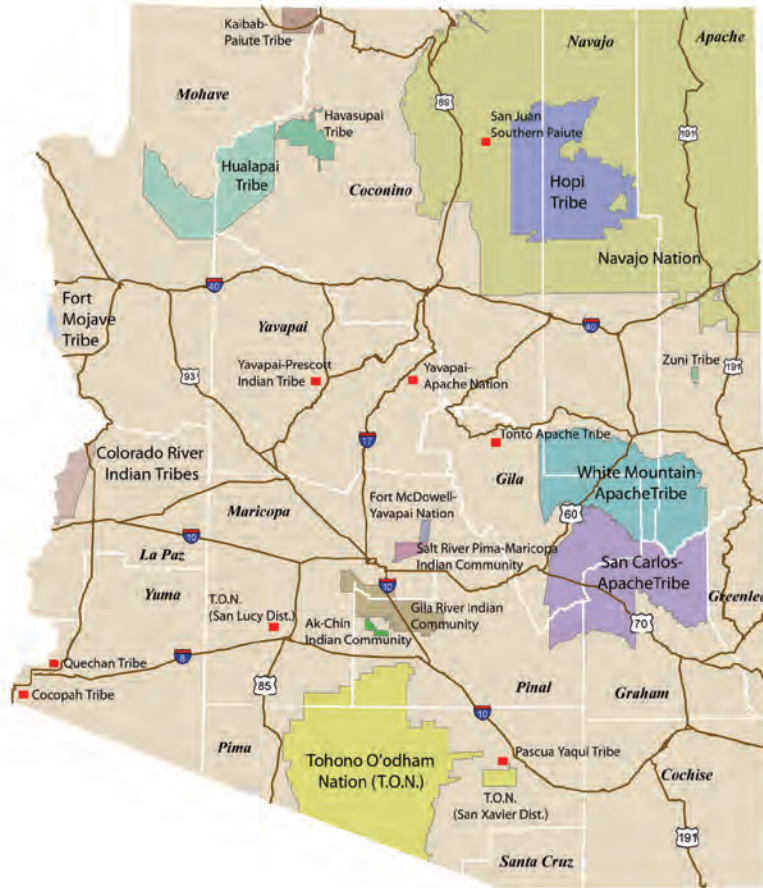 Kaibab-
Paiute Tribe
Navajo
Apache
Mohave
89
Havasupai
Tribe
San Juan
Southern Paiute
191
Hualapai
Tribe
Coconino
Hopi
Tribe
Navajo Nation
40
Fort
Mojave
Tribe
Yavapai
40
Yavapai-Prescott
Indian Tribe
Yavapai-
Apache Nation
Zuni Tribe
191
93
17
Tonto Apache Tribe
Colorado River
Indian Tribes
Gila
White Mountain-
ApacheTribe
Maricopa
Fort McDowell-
Yavapai Nation
60
10
La Paz
Salt River Pima-Maricopa
Indian Community
San Carlos-
ApacheTribe
Yuma
10
Greenlee
T.O.N.
(San Lucy Dist.)
Ak-Chin
Indian Community
Gila River Indian
Community
70
Quechan Tribe
8
Cocopah Tribe
85
Pinal
Graham
10
Pima
Tohono O'odham
Nation (T.O.N.)
Pascua Yaqui Tribe
Cochise
T.O.N.
(San Xavier Dist.)
191
Santa Cruz